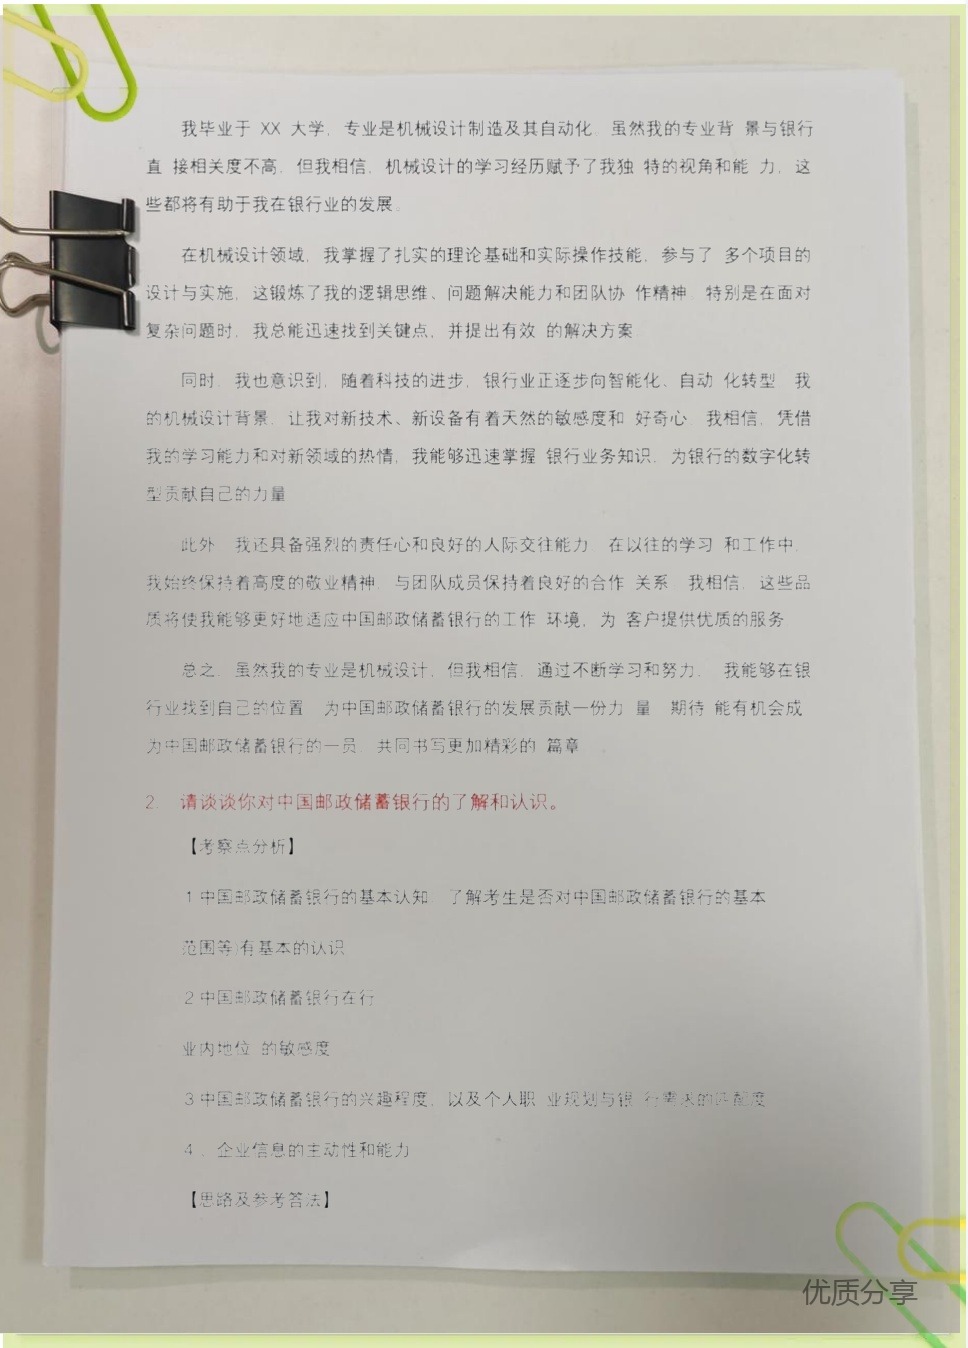 我毕业于 XX 大学，专业是机械设计制造及其自动化。虽然我的专业背 景与银行
直 接相关度不高，但我相信，机械设计的学习经历赋予了我独 特的视角和能 力，这
些都将有助于我在银行业的发展。
在机械设计领域，我掌握了扎实的理论基础和实际操作技能，参与了 多个项目的
设计与实施，这锻炼了我的逻辑思维、问题解决能力和团队协 作精神。特别是在面对
复杂问题时，我总能迅速找到关键点，并提出有效 的解决方案
同时，我也意识到，随着科技的进步，银行业正逐步向智能化、自动 化转型 我
的机械设计背景，让我对新技术、新设备有着天然的敏感度和 好奇心。我相信，凭借
我的学习能力和对新领域的热情，我能够迅速掌握 银行业务知识，为银行的数字化转
型贡献自己的力量
此外 我还具备强烈的责任心和良好的人际交往能力。在以往的学习 和工作中，
我始终保持着高度的敬业精神，与团队成员保持着良好的合作 关系 我相信，这些品
质将使我能够更好地适应中国邮政储蓄银行的工作 环境，为 客户提供优质的服务
总之，虽然我的专业是机械设计，但我相信，通过不断学习和努力， 我能够在银
行业找到自己的位置 为中国邮政储蓄银行的发展贡献一份力 量 期待 能有机会成
为中国邮政储蓄银行的一员，共同书写更加精彩的 篇章
2. 请谈谈你对中国邮政储蓄银行的了解和认识。
【考察点分析】
1 中国邮政储蓄银行的基本认知 了解考生是否对中国邮政储蓄银行的基本
范围等)有基本的认识
2 中国邮政储蓄银行在行
业内地位 的敏感度
3 中国邮政储蓄银行的兴趣程度，以及个人职 业规划与银 行需求的匹配度
4 ．企业信息的主动性和能力
【思路及参考答法】
优质分享